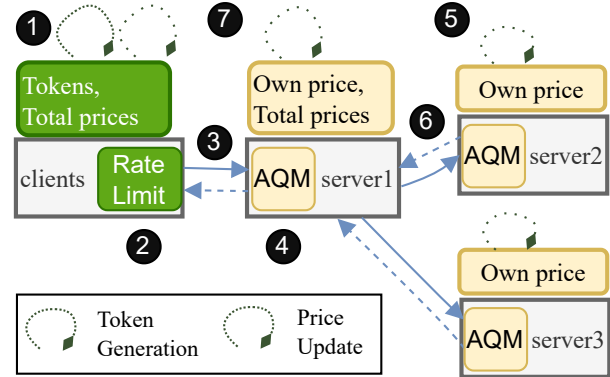 1
7
5
Tokens,
Total prices
Own price,
Total prices
Own price
3
6
clients
Rate
Limit
AQM
server1
AQM
server2
2
4
Own price
AQM
server3
Token
Generation
Price
Update